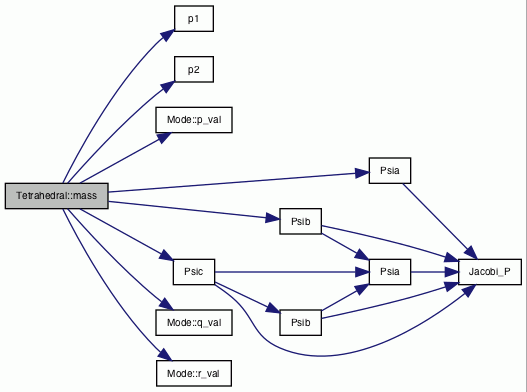 p1
p2
Mode::p_val
Psia
Tetrahedral::mass
Psib
Psic
Psia
Jacobi_P
Mode::q_val
Psib
Mode::r_val